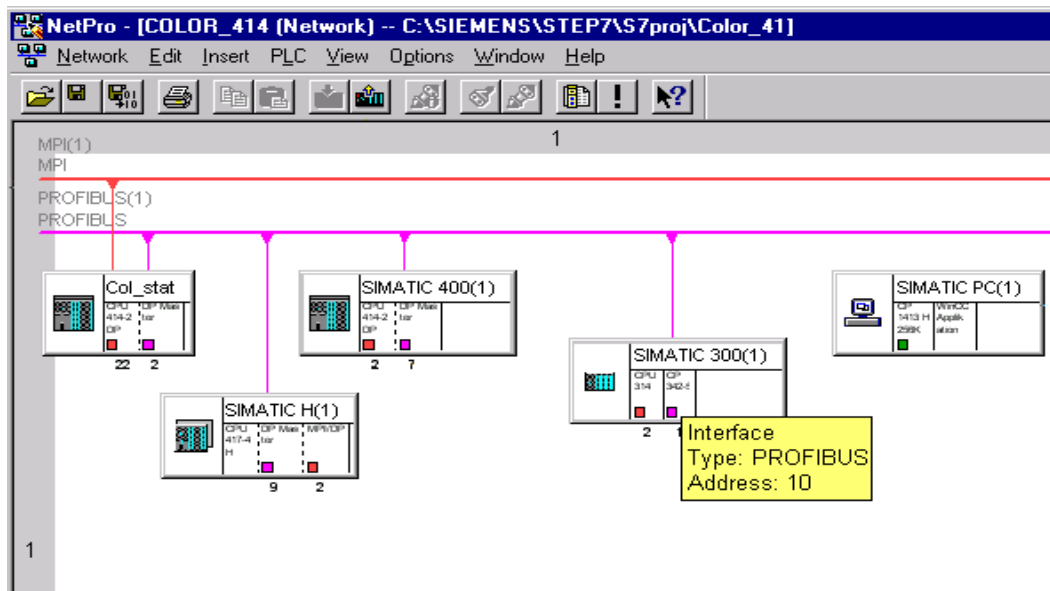 NetPro - [COLOR_414 (Network) -- C:\SIEMENS\STEP7\S7proj\Color_41]
Network Edit Insert PLC View Options Window Help
1
MPI(1)
MPI
PROFIBUS(1)
PROFIBUS
Col_stat
CPU 414-2 DP
DP Mas ter
22 2
SIMATIC 400(1)
CPU 414-2 DP
DP Mas ter
2 7
SIMATIC PC(1)
CP 1413 H 256K
WinCC Applik ation
SIMATIC 300(1)
CPU 314
CP 342-5
2
SIMATIC H(1)
CPU 417-4 H
DP Mas ter
MPI/DP
9 2
Interface
Type: PROFIBUS
Address: 10
1